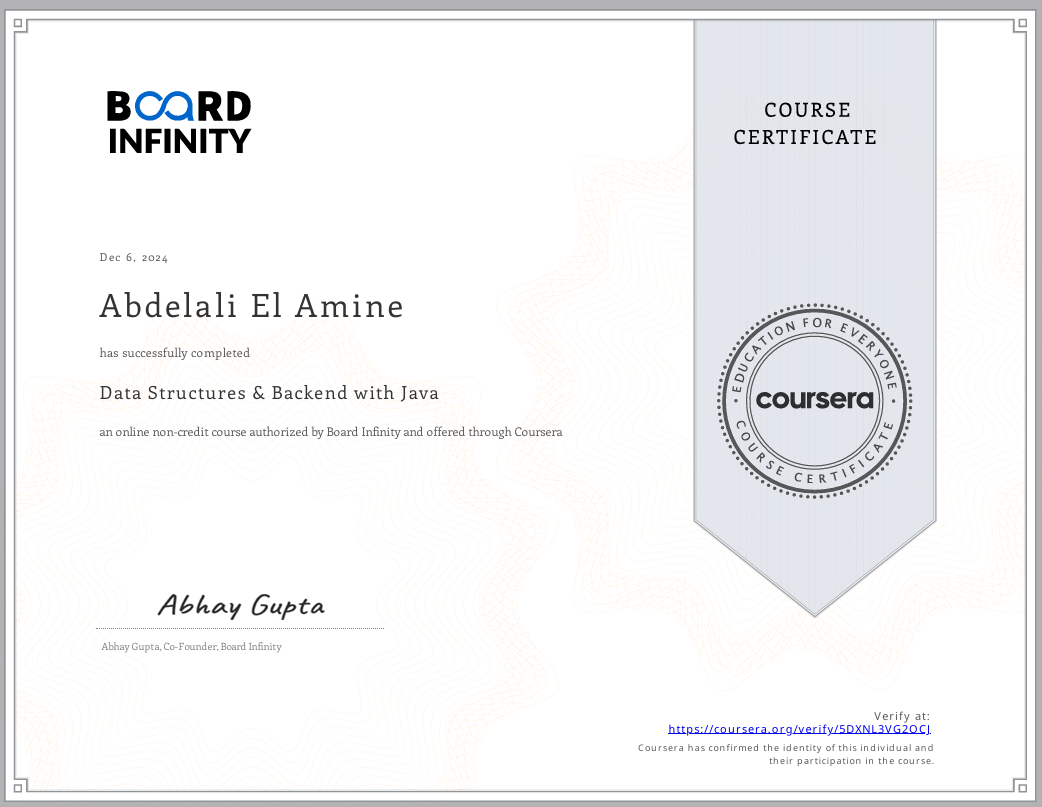 BOARD
INFINITY
COURSE
CERTIFICATE
Dec 6, 2024
Abdelali El Amine
has successfully completed
Data Structures & Backend with Java
an online non-credit course authorized by Board Infinity and offered through Coursera
EDUCATION FOR EVERYONE
coursera
COURSE CERTIFICATE
Abhay Gupta
Abhay Gupta, Co-Founder, Board Infinity
Verify at:
https://coursera.org/verify/5DXNL3VG2OCJ
Coursera has confirmed the identity of this individual and
their participation in the course.